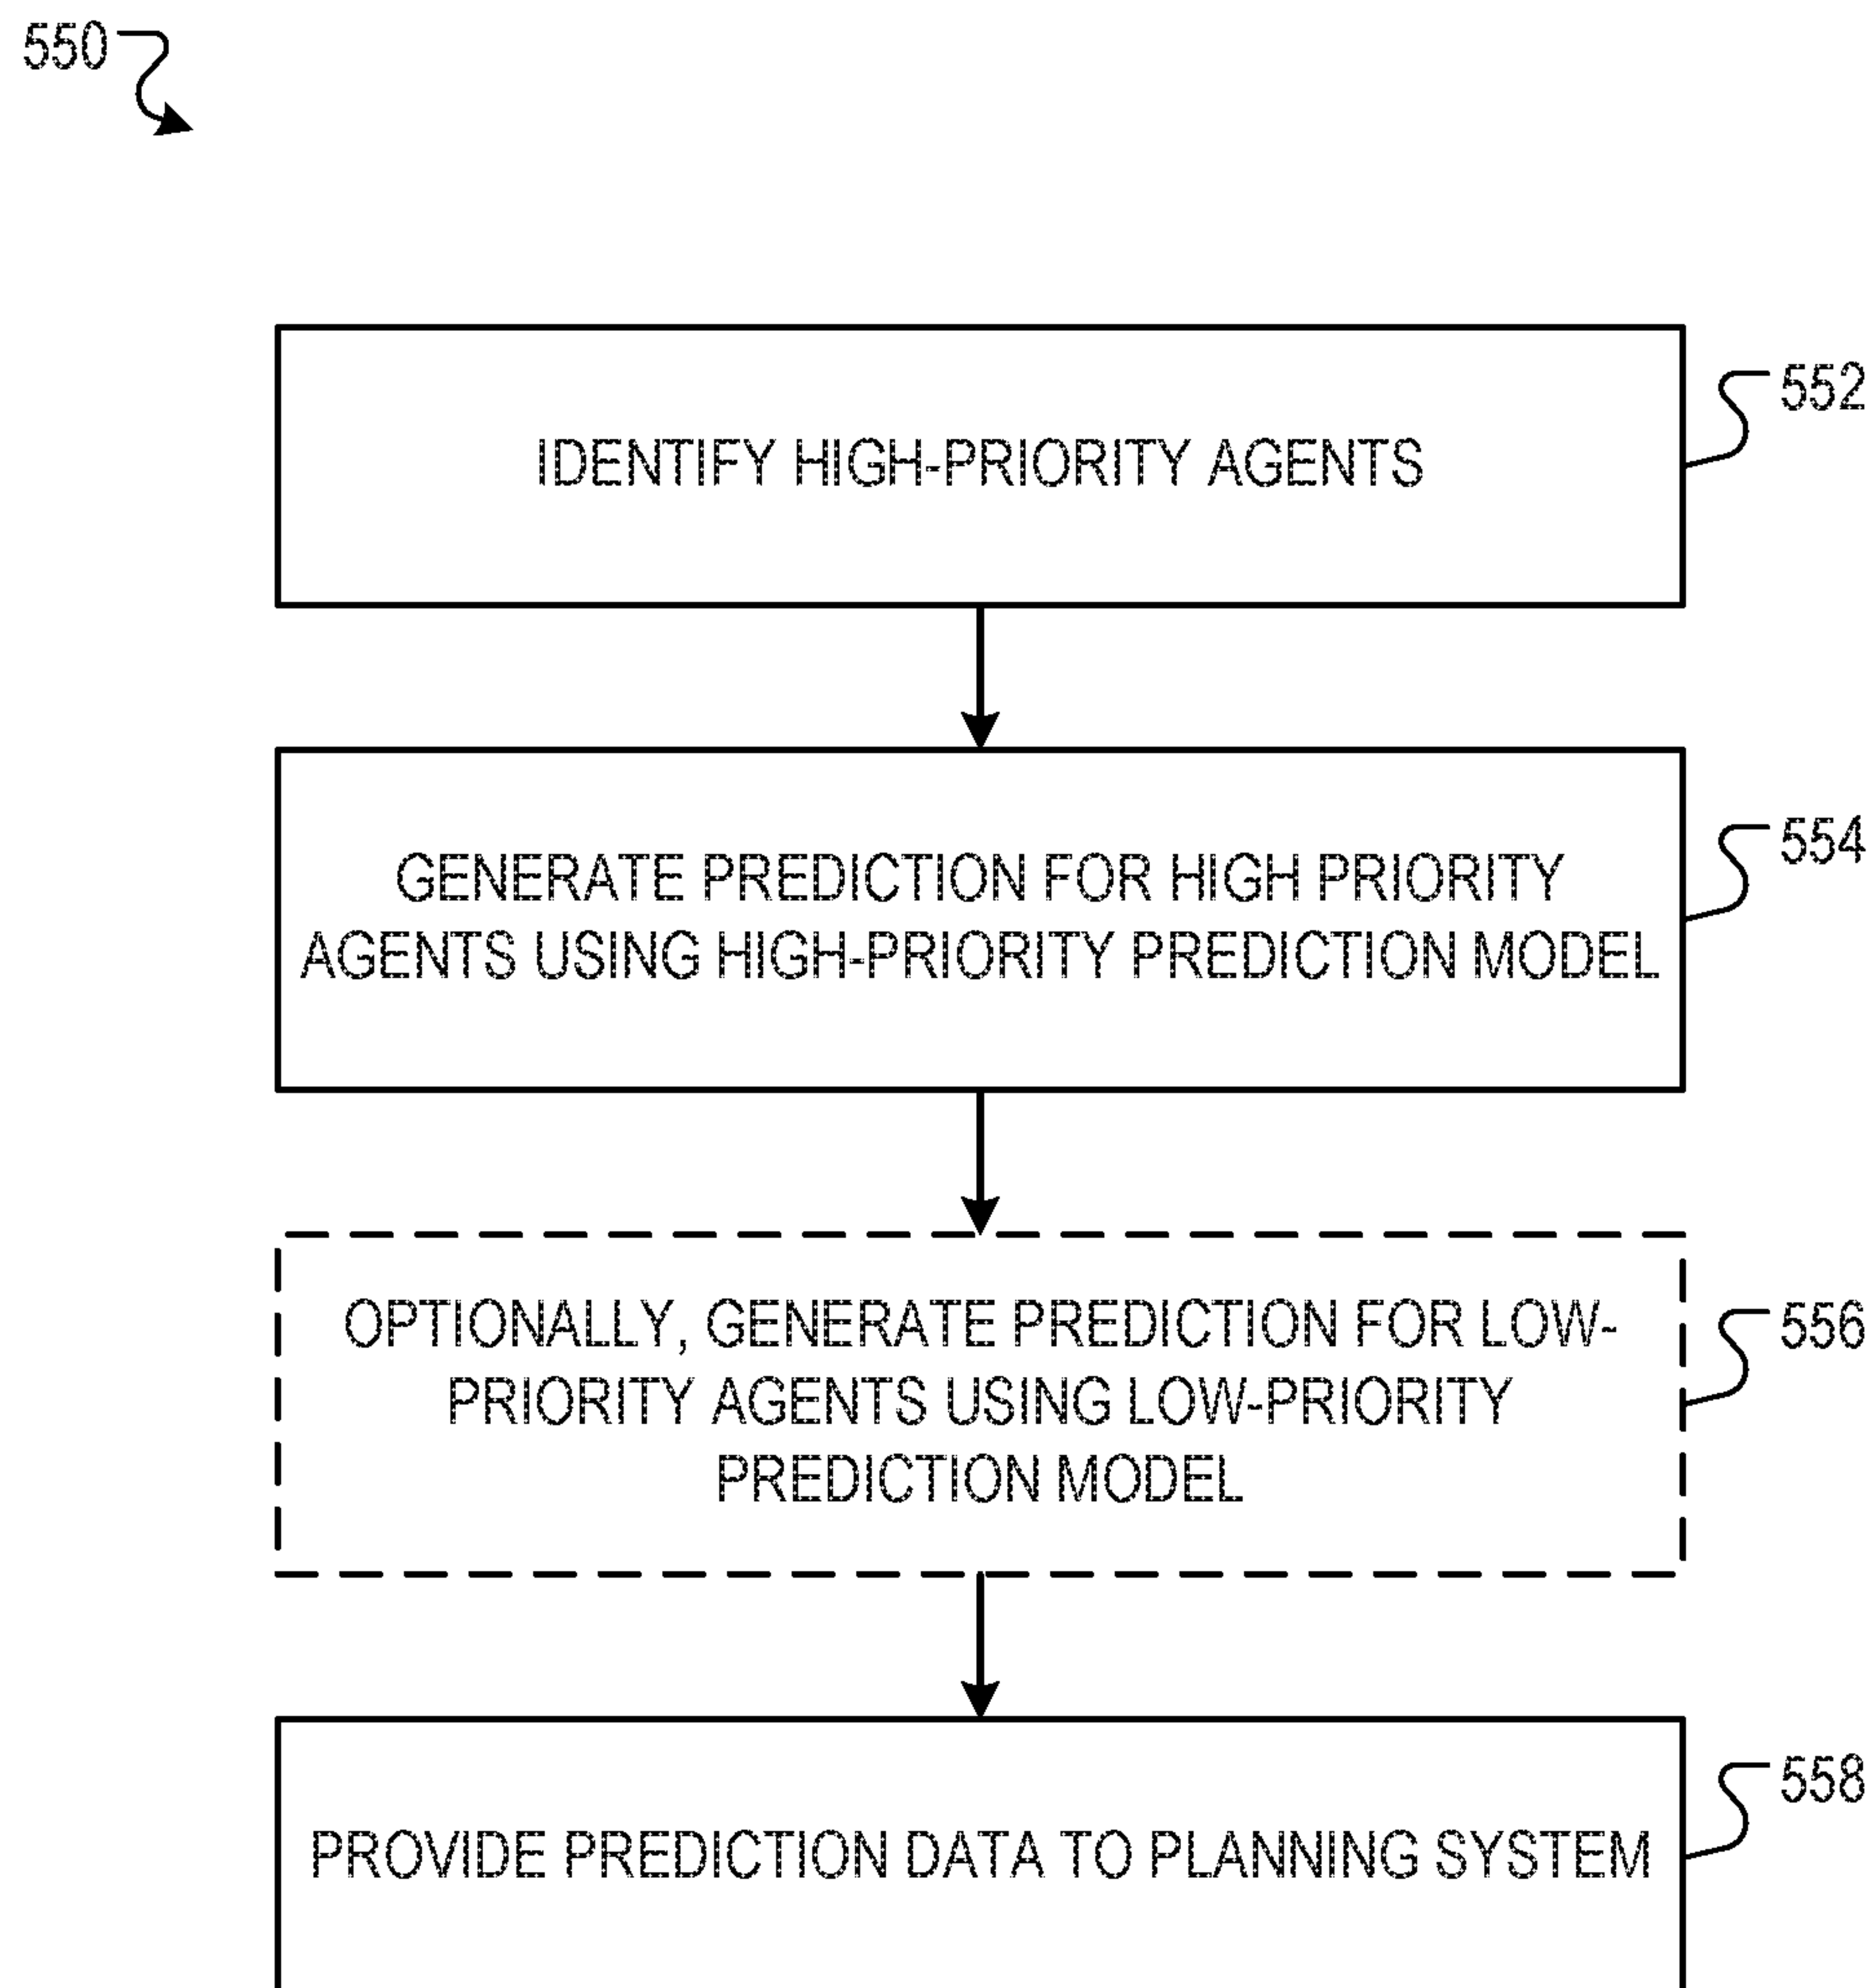 550
IDENTIFY HIGH-PRIORITY AGENTS
552
GENERATE PREDICTION FOR HIGH PRIORITY
AGENTS USING HIGH-PRIORITY PREDICTION MODEL
554
OPTIONALLY, GENERATE PREDICTION FOR LOW-
PRIORITY AGENTS USING LOW-PRIORITY
PREDICTION MODEL
556
PROVIDE PREDICTION DATA TO PLANNING SYSTEM
558